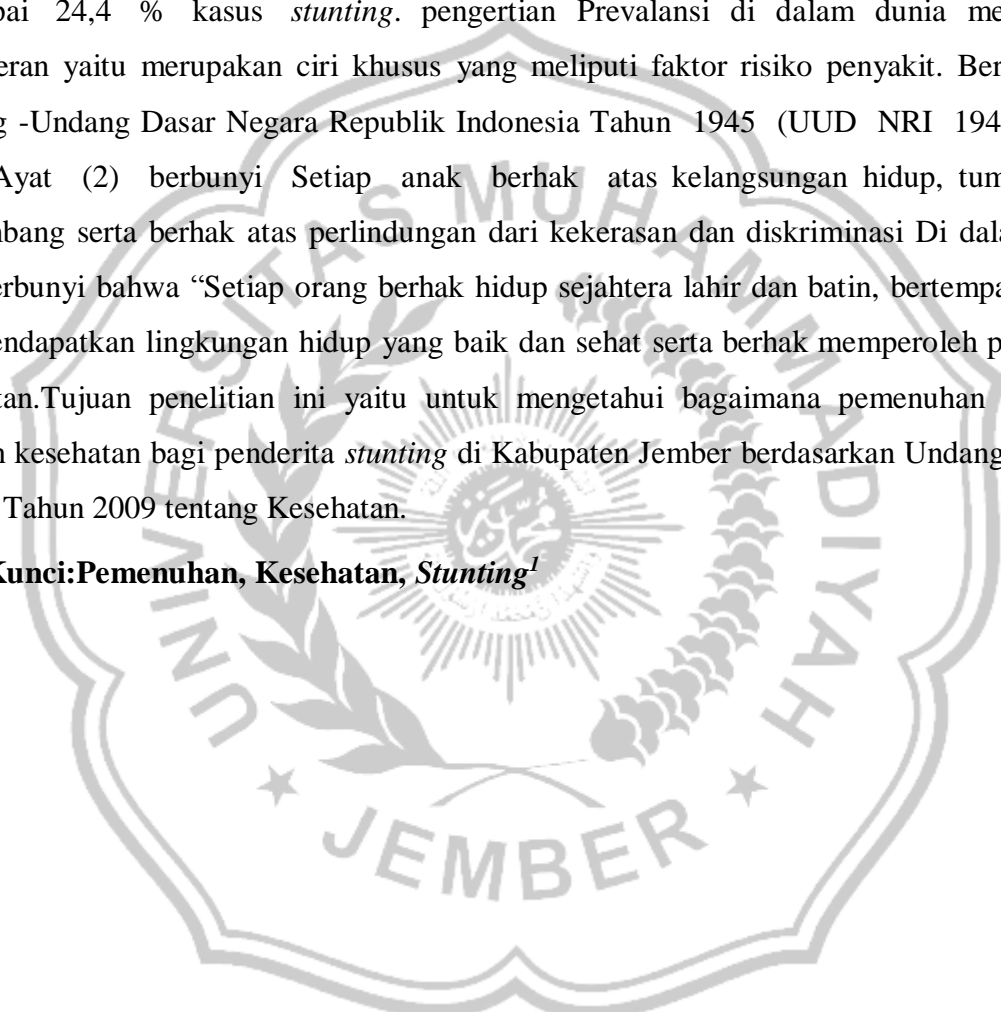 pai 24,4 % kasus stunting. pengertian Prevalansi di dalam dunia me
eran yaitu merupakan ciri khusus yang meliputi faktor risiko penyakit. Ber
g -Undang Dasar Negara Republik Indonesia Tahun 1945 (UUD NRI 194
Ayat (2) berbunyi Setiap anak berhak atas kelangsungan hidup, tum
nbang serta berhak atas perlindungan dari kekerasan dan diskriminasi Di dala
erbunyi bahwa “Setiap orang berhak hidup sejahtera lahir dan batin, bertempa
endapatkan lingkungan hidup yang baik dan sehat serta berhak memperoleh p
tan.Tujuan penelitian ini yaitu untuk mengetahui bagaimana pemenuhan
n kesehatan bagi penderita stunting di Kabupaten Jember berdasarkan Undang
Tahun 2009 tentang Kesehatan.
Kunci:Pemenuhan, Kesehatan, Stunting1
UNIVERSITAS MUHAMMADIYAH
JEMBER